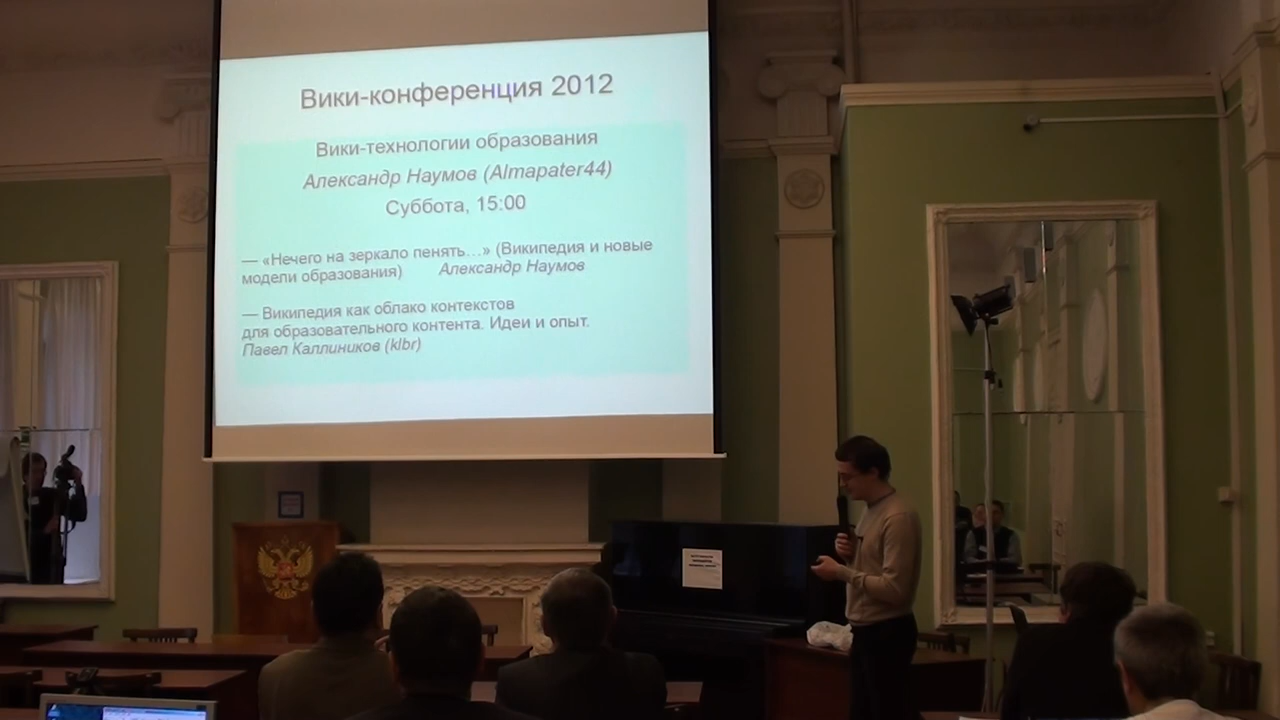 Вики-конференция 2012
Вики-технологии образования
Александр Наумов (Almapater44)
Суббота, 15:00
— «Нечего на зеркало пенять…» (Википедия и новые
модели образования) Александр Наумов
— Википедия как облако контекстов
для образовательного контента. Идеи и опыт.
Павел Каллиников (klbr)